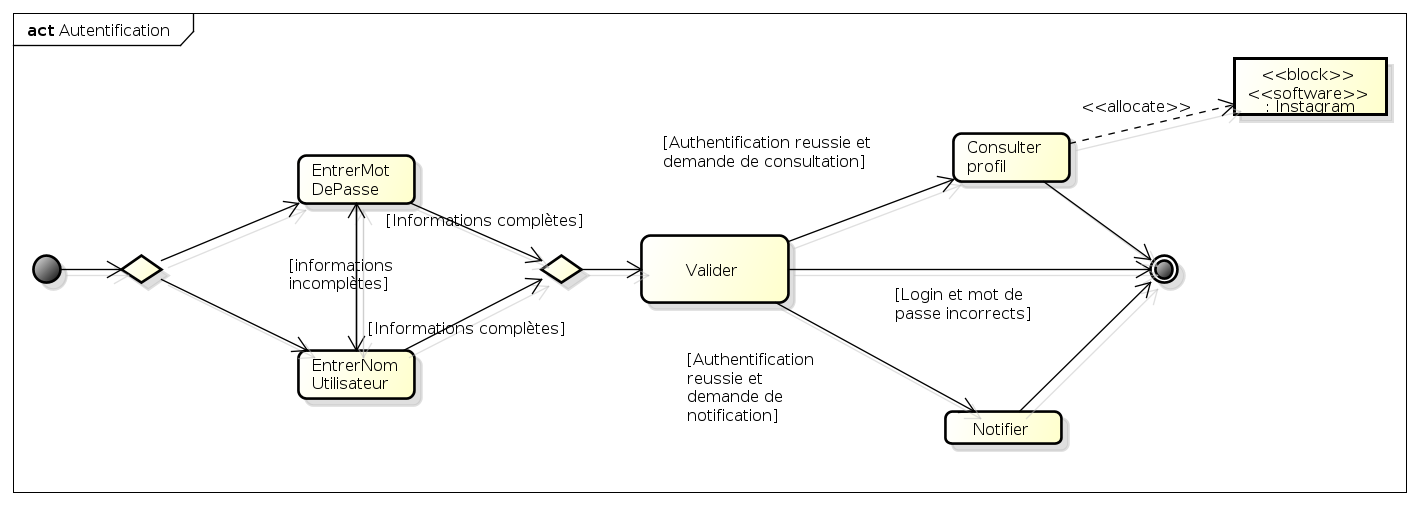 act Autentification
<<block>>
<<software>>
: Instagram
<<allocate>>
[Authentification reussie et
demande de consultation]
Consulter
profil
EntrerMot
DePasse
[Informations complètes]
[informations
incomplètes]
Valider
[Login et mot de
passe incorrects]
[Informations complètes]
EntrerNom
Utilisateur
[Authentification
reussie et
demande de
notification]
Notifier